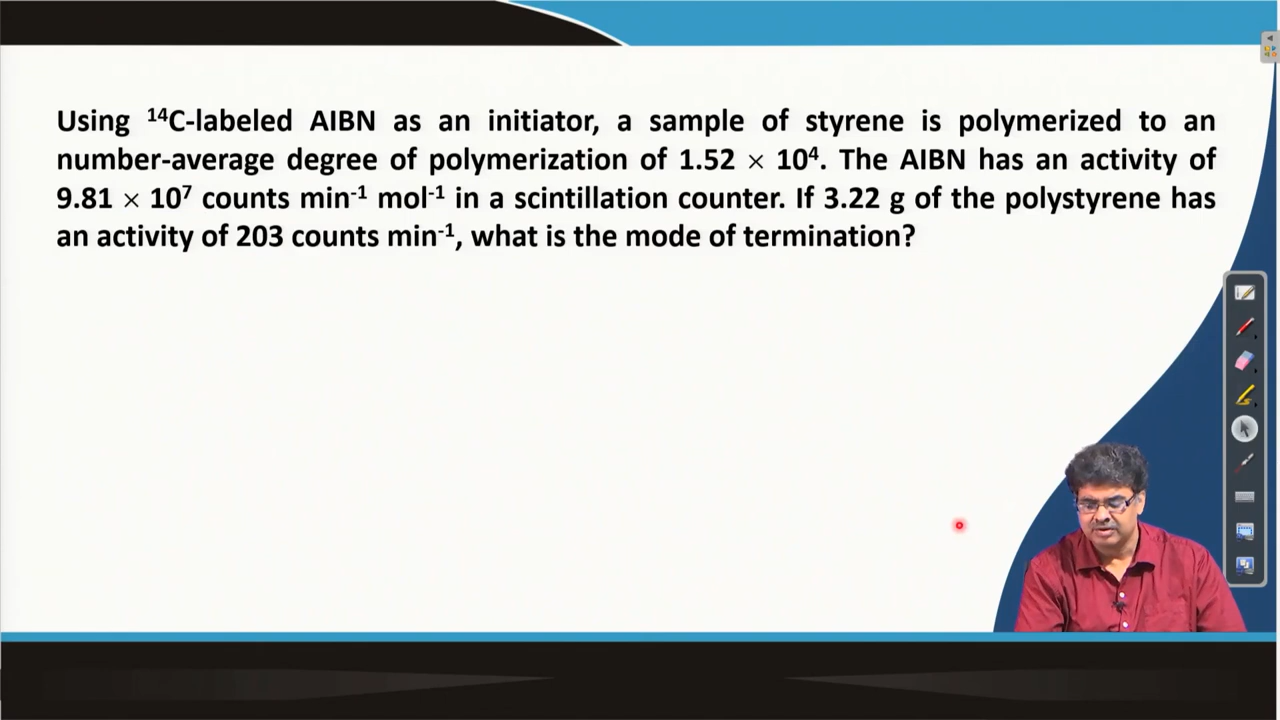 Using ¹⁴C-labeled AIBN as an initiator, a sample of styrene is polymerized to an
number-average degree of polymerization of 1.52 × 10⁴. The AIBN has an activity of
9.81 × 10⁷ counts min⁻¹ mol⁻¹ in a scintillation counter. If 3.22 g of the polystyrene has
an activity of 203 counts min⁻¹, what is the mode of termination?